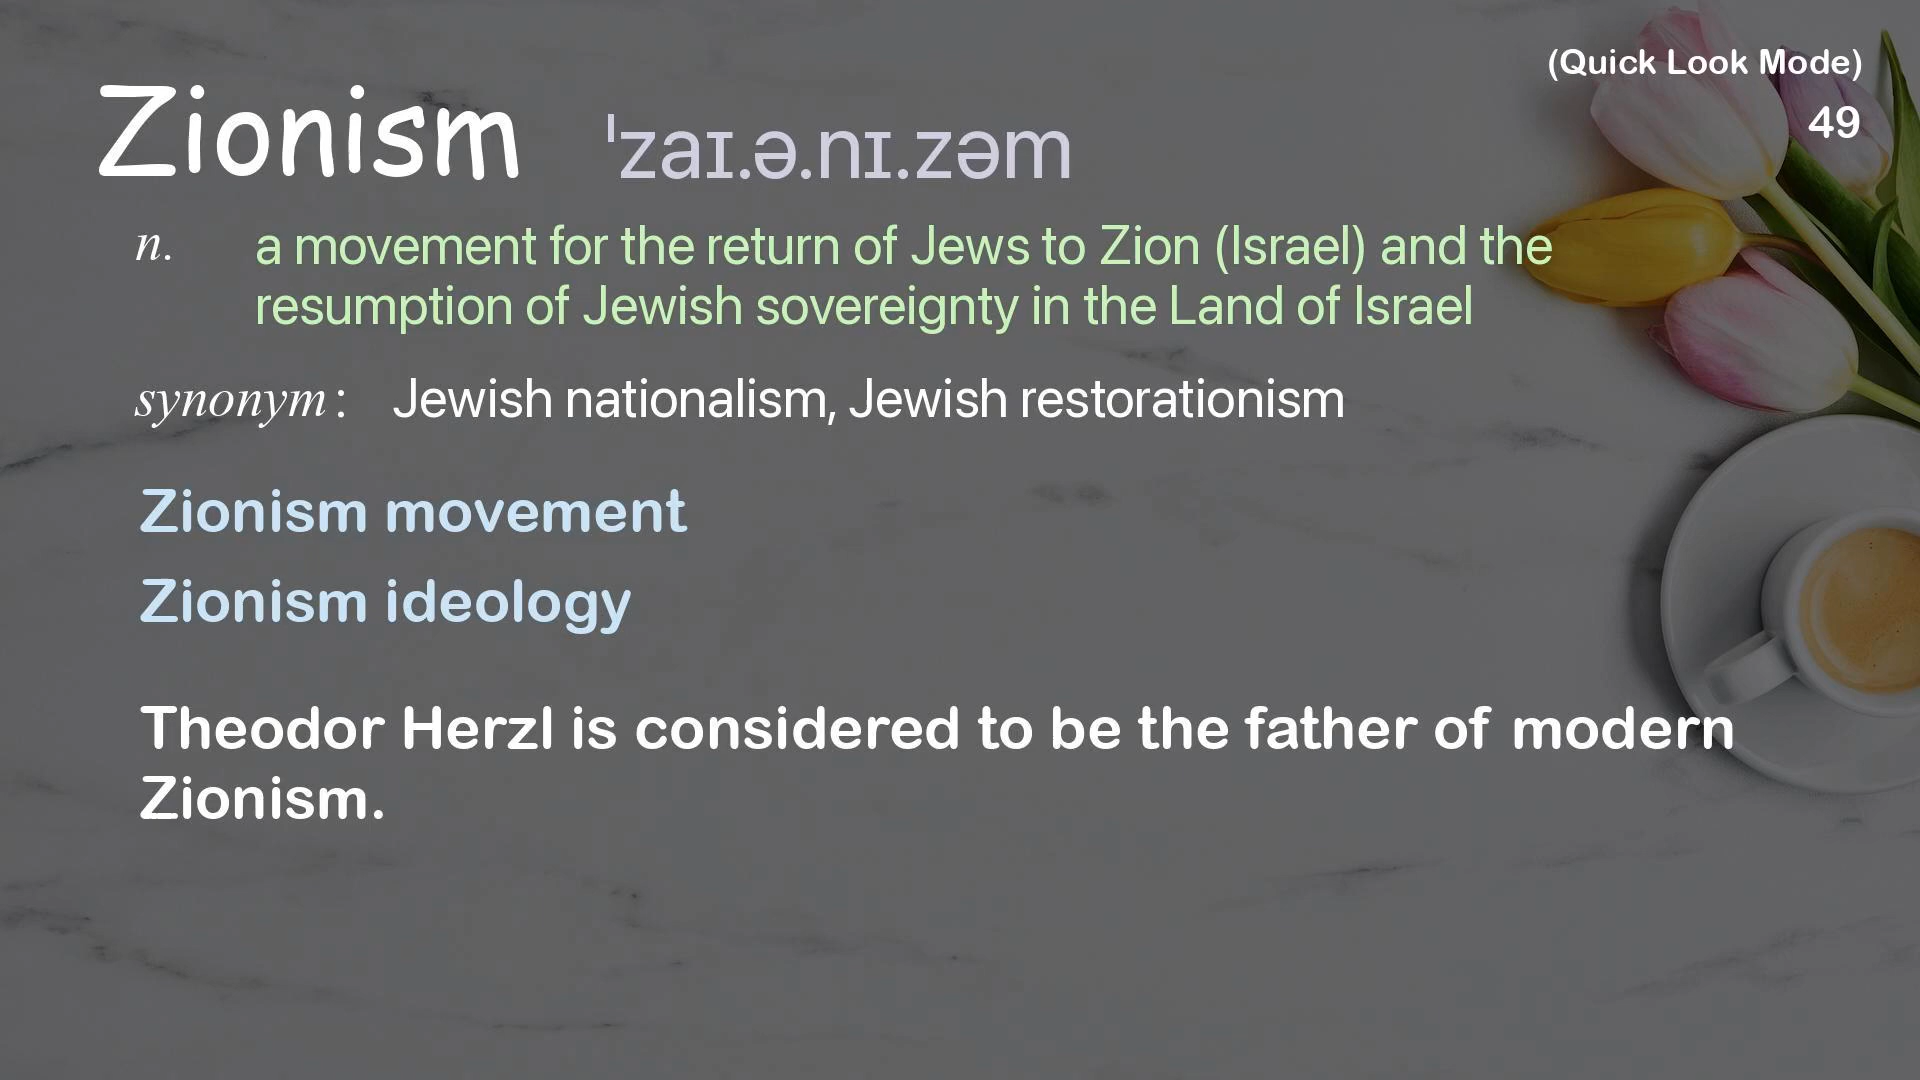 (Quick Look Mode)
49
Zionism ˈzaɪ.ə.nɪ.zəm
n. a movement for the return of Jews to Zion (Israel) and the
resumption of Jewish sovereignty in the Land of Israel
synonym: Jewish nationalism, Jewish restorationism
Zionism movement
Zionism ideology
Theodor Herzl is considered to be the father of modern
Zionism.